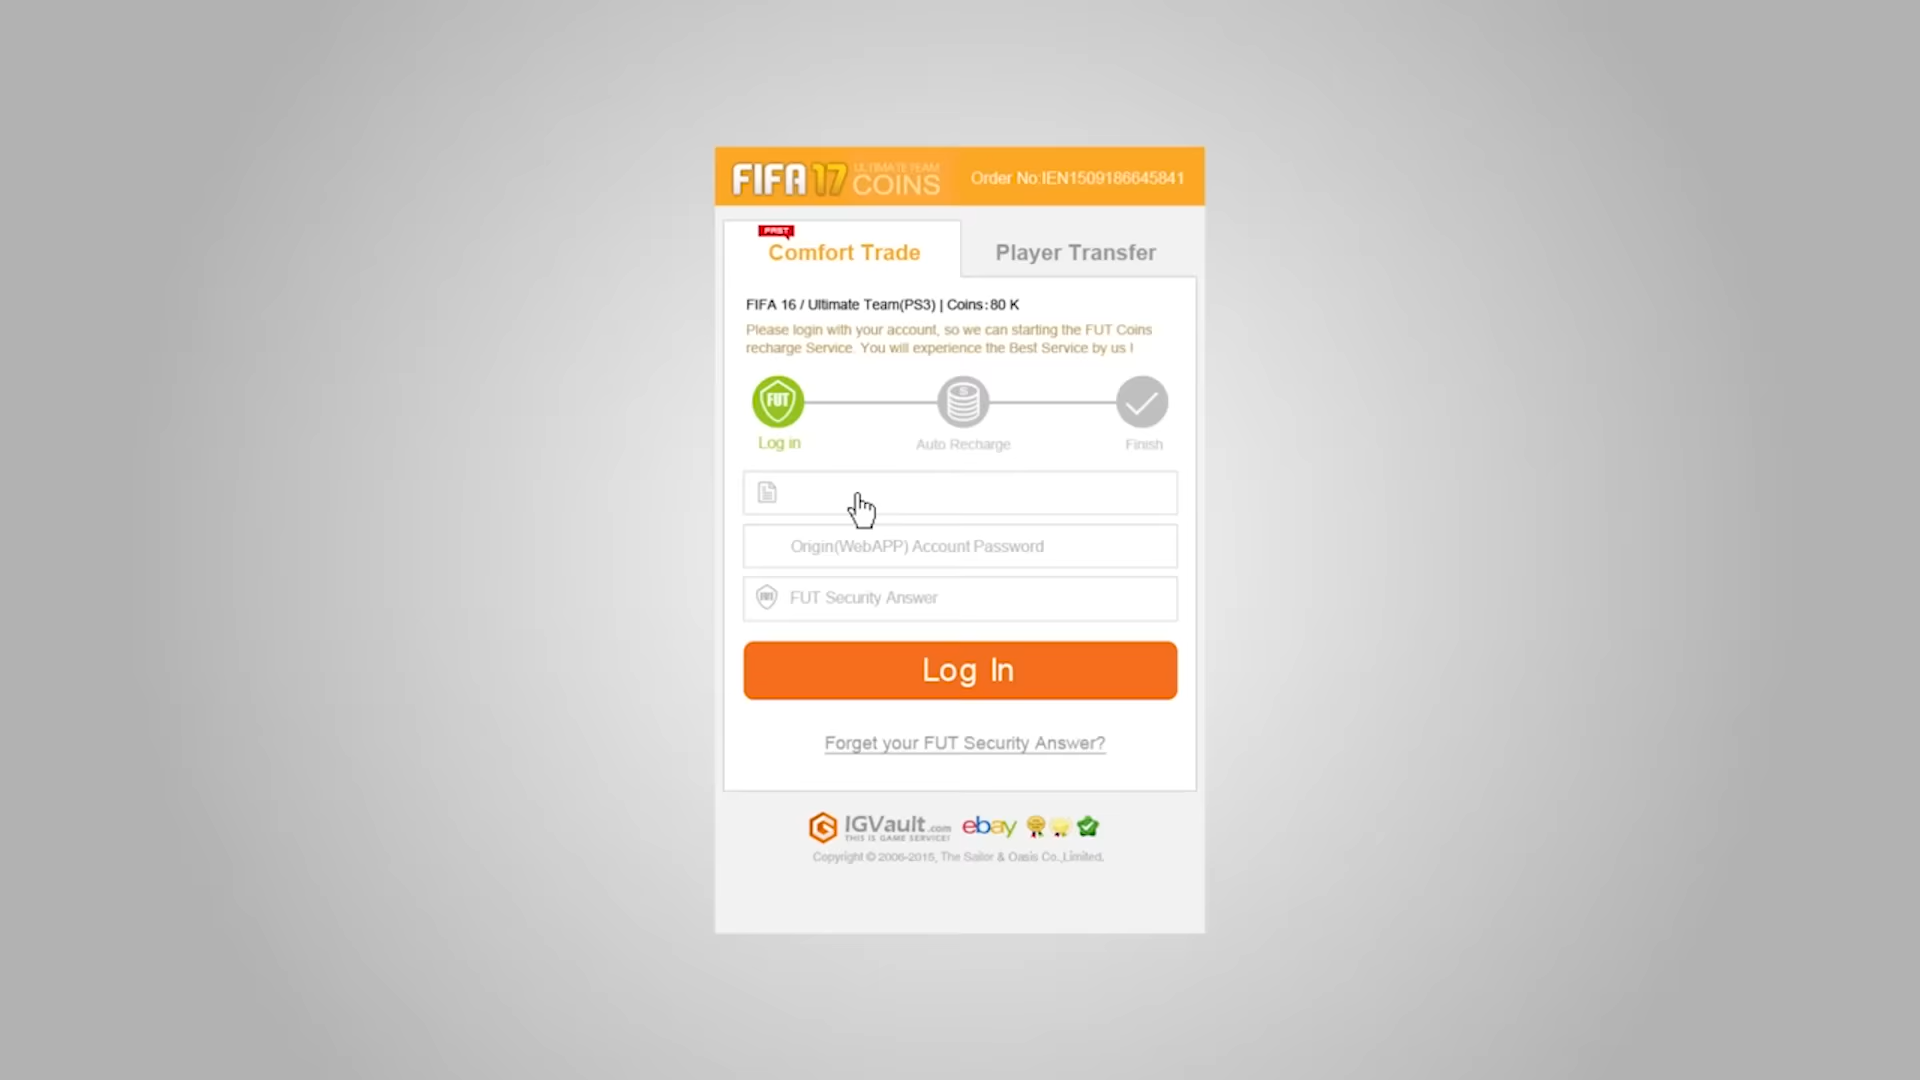 FIFA 17 ULTIMATE TEAM COINS
Order No:IEN1509186645841
FAST
Comfort Trade
Player Transfer
FIFA 16 / Ultimate Team(PS3) | Coins:80 K
Please login with your account, so we can starting the FUT Coins
recharge Service. You will experience the Best Service by us !
FUT
Log in
Auto Recharge
Finish
Origin(WebAPP) Account Password
FUT
FUT Security Answer
Log In
Forget your FUT Security Answer?
IGVault.com
THIS IS GAME SERVICE!
ebay
Copyright © 2006-2015, The Sailor & Oasis Co.,Limited.